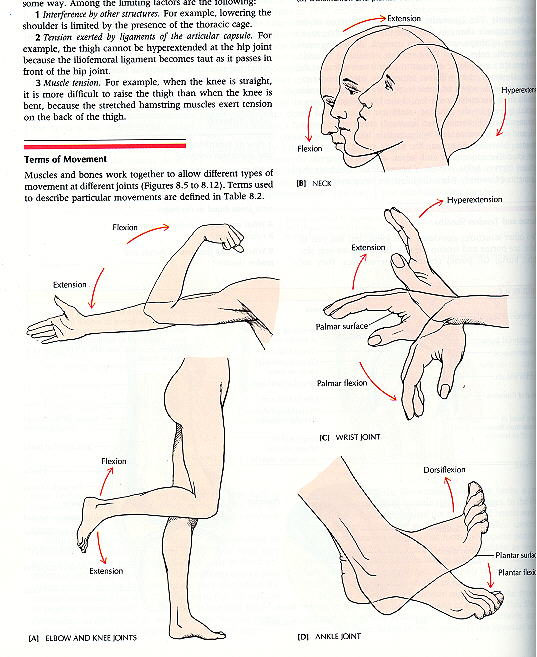 some way. Among the limiting factors are the following:
1 Interference by other structures. For example, lowering the
shoulder is limited by the presence of the thoracic cage.
2 Tension exerted by ligaments of the articular capsule. For
example, the thigh cannot be hyperextended at the hip joint
because the iliofemoral ligament becomes taut as it passes in
front of the hip joint.
3 Muscle tension. For example, when the knee is straight,
it is more difficult to raise the thigh than when the knee is
bent, because the stretched hamstring muscles exert tension
on the back of the thigh.
Terms of Movement
Muscles and bones work together to allow different types of
movement at different joints (Figures 8.5 to 8.12). Terms used
to describe particular movements are defined in Table 8.2.
Flexion
Extension
Flexion
Extension
[A] ELBOW AND KNEE JOINTS
Extension
Hyperexten
Flexion
[B] NECK
Hyperextension
Extension
Palmar surface
Palmar flexion
[C] WRIST JOINT
Dorsiflexion
Plantar surfac
Plantar flexi
[D] ANKLE JOINT